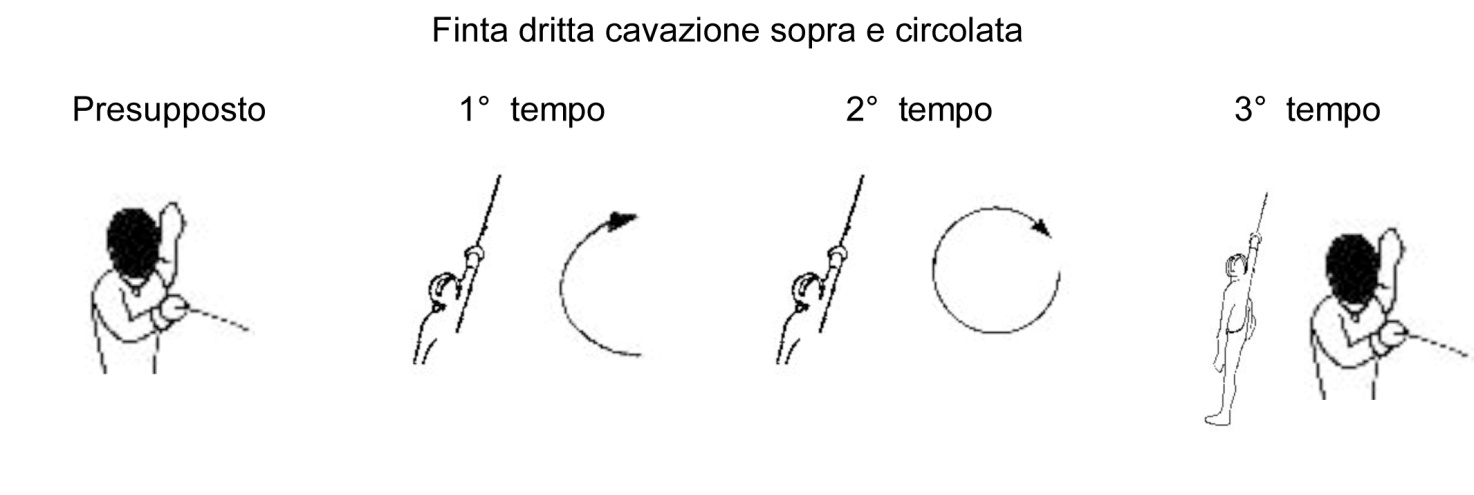 Finta dritta cavazione sopra e circolata
Presupposto 1° tempo 2° tempo 3° tempo